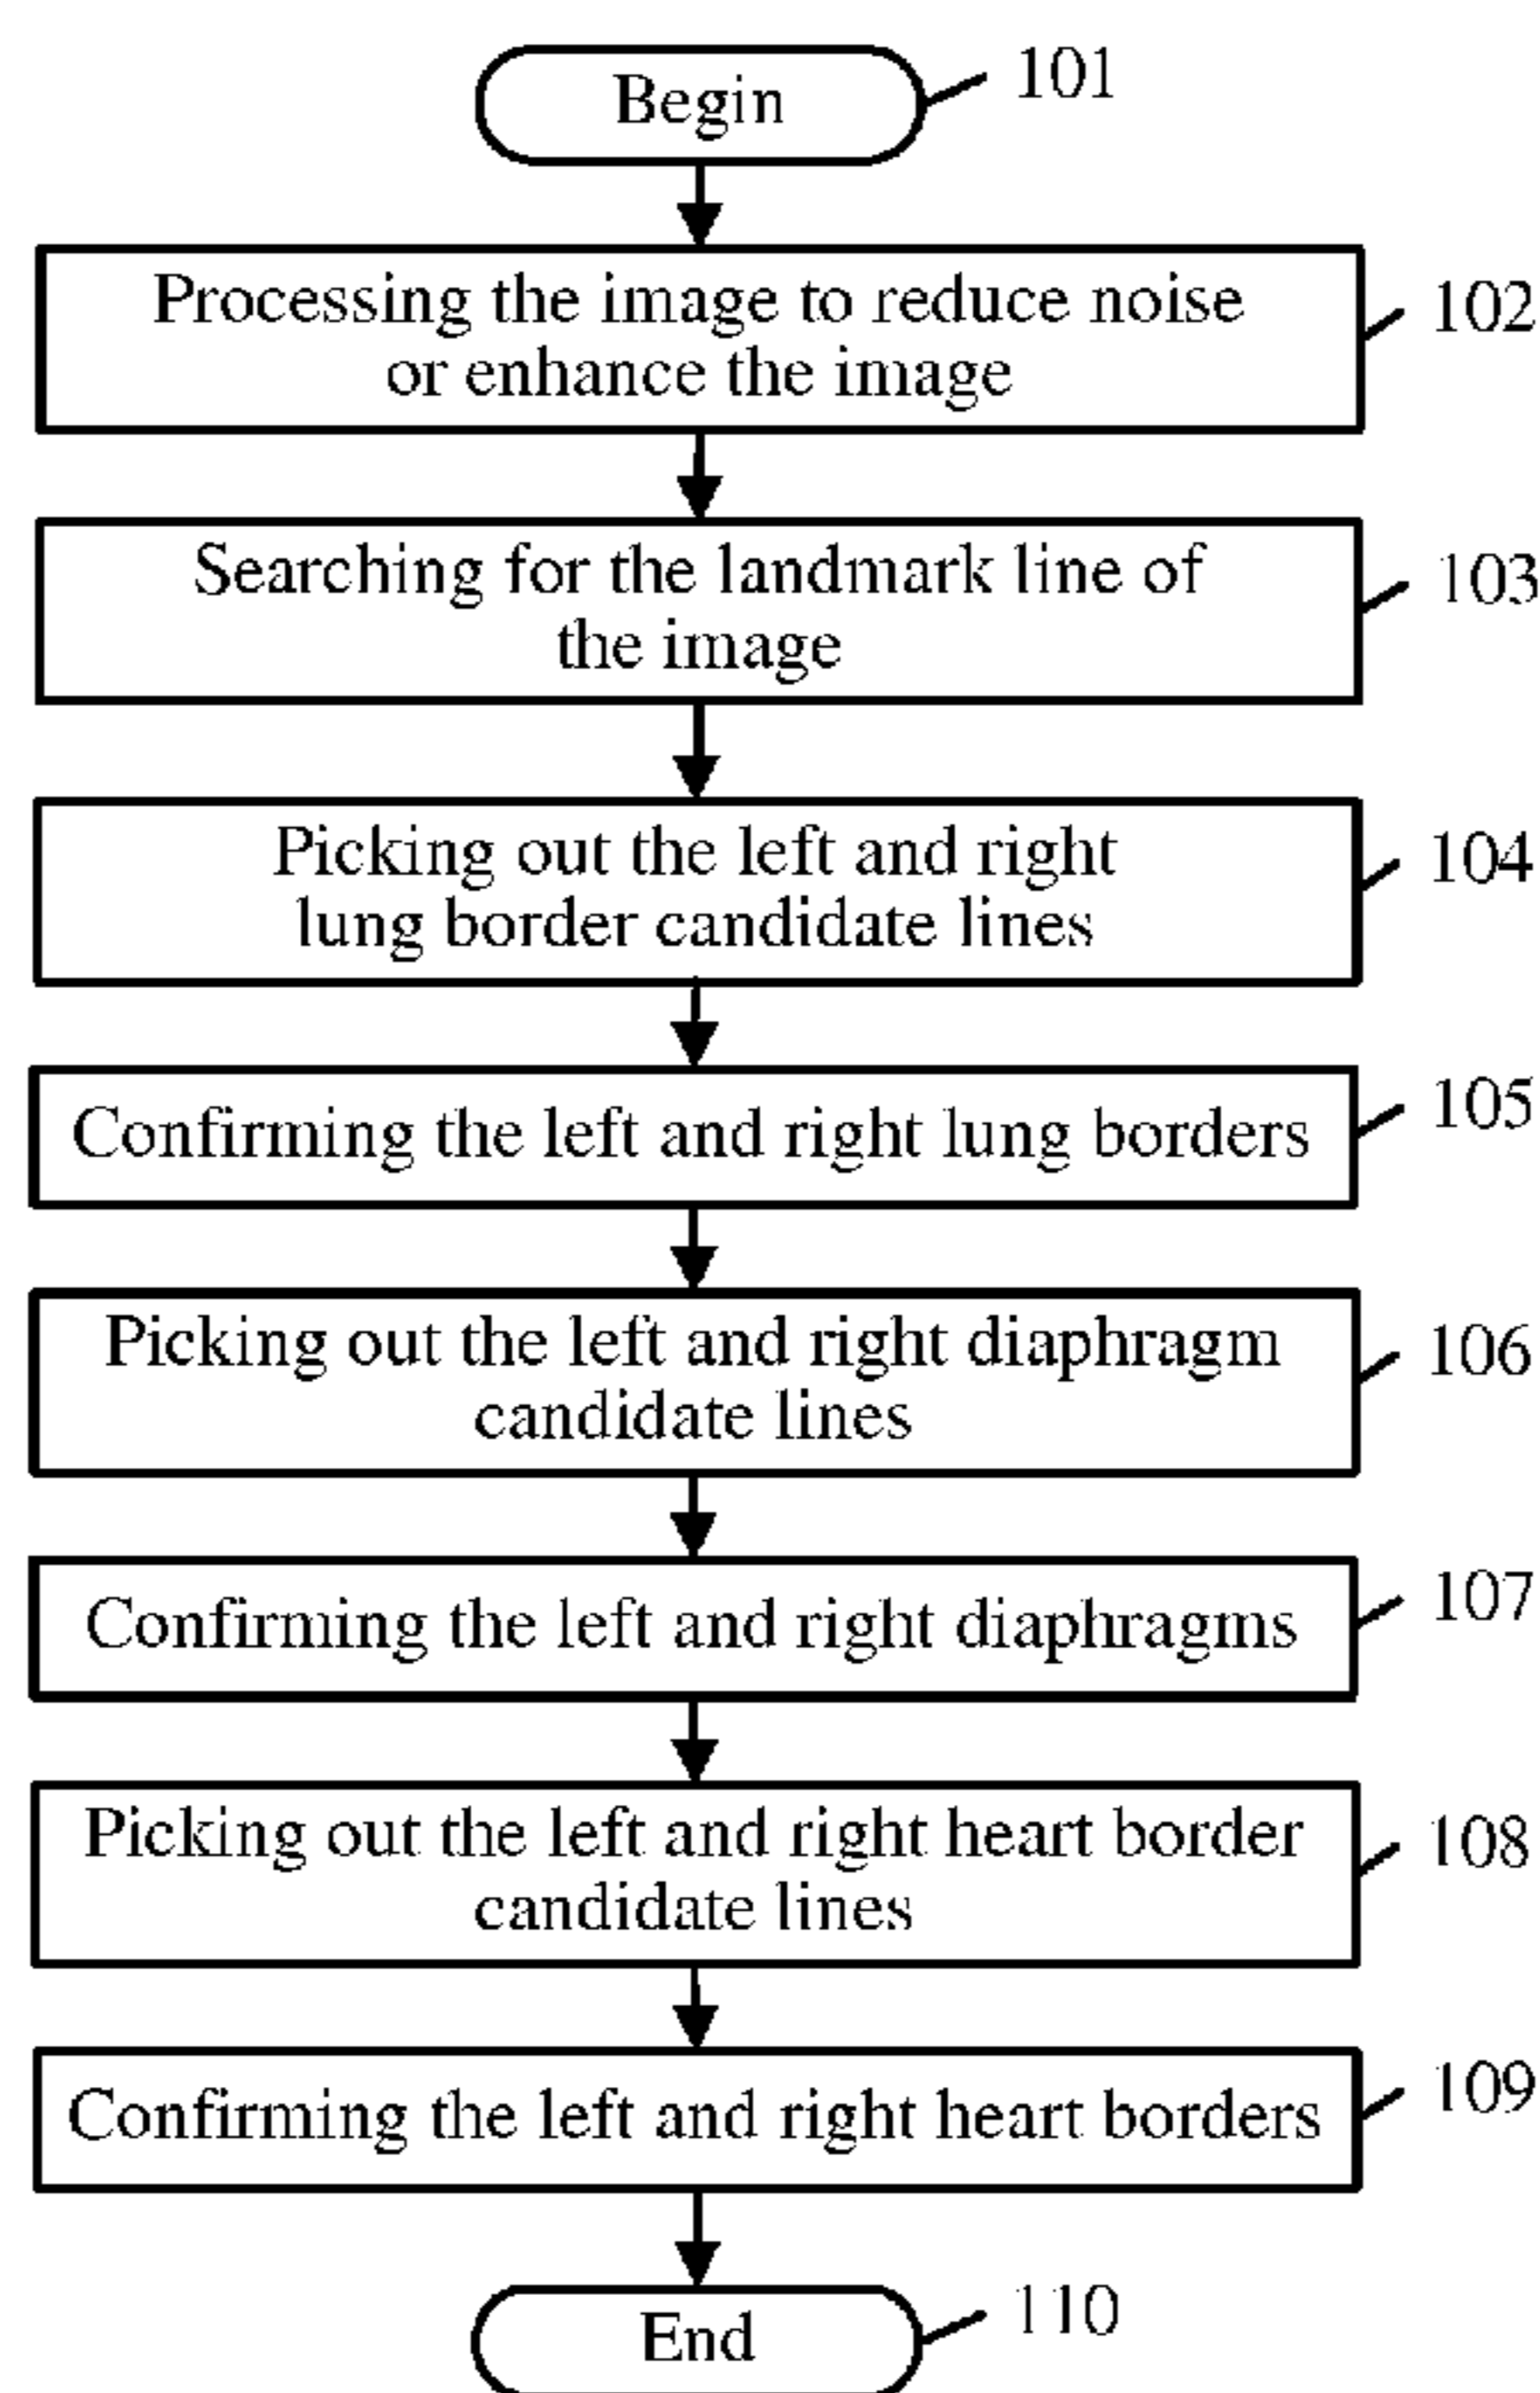 Begin
101
Processing the image to reduce noise
or enhance the image
102
Searching for the landmark line of
the image
103
Picking out the left and right
lung border candidate lines
104
Confirming the left and right lung borders
105
Picking out the left and right diaphragm
candidate lines
106
Confirming the left and right diaphragms
107
Picking out the left and right heart border
candidate lines
108
Confirming the left and right heart borders
109
End
110